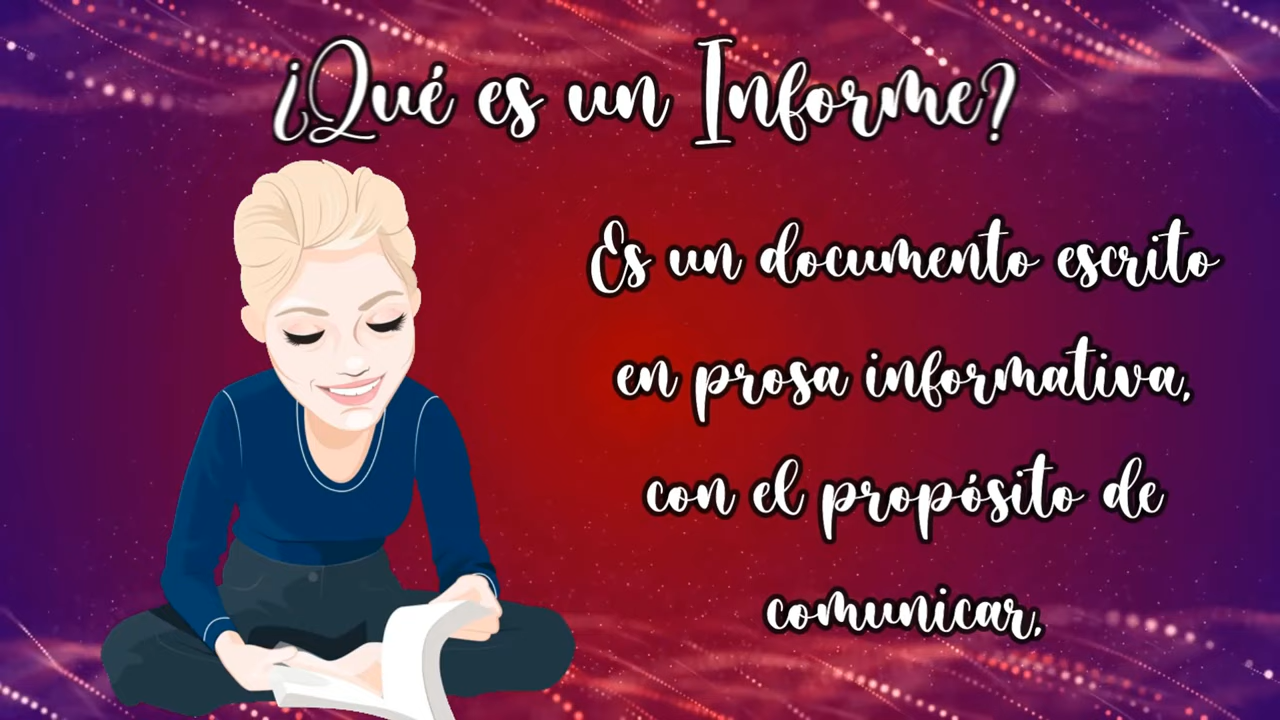 ¿Qué es un Informe?
Es un documento escrito
en prosa informativa,
con el propósito de
comunicar,